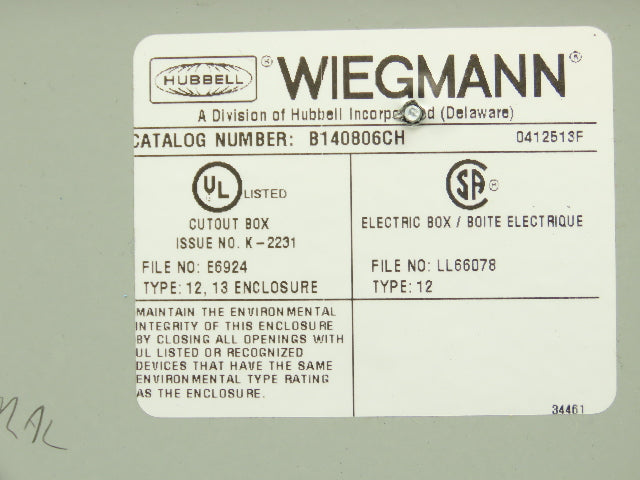 HUBBELL ® WIEGMANN ®
A Division of Hubbell (Delaware)
CATALOG NUMBER: B140806CH 0412513F
UL LISTED
CUTOUT BOX
ISSUE NO. K-2231
FILE NO: E6924
TYPE: 12, 13 ENCLOSURE
SA ®
ELECTRIC BOX / BOITE ELECTRIQUE
FILE NO: LL66078
TYPE: 12
MAINTAIN THE ENVIRONMENTAL
INTEGRITY OF THIS ENCLOSURE
BY CLOSING ALL OPENINGS WITH
UL LISTED OR RECOGNIZED
DEVICES THAT HAVE THE SAME
ENVIRONMENTAL TYPE RATING
AS THE ENCLOSURE.
34461